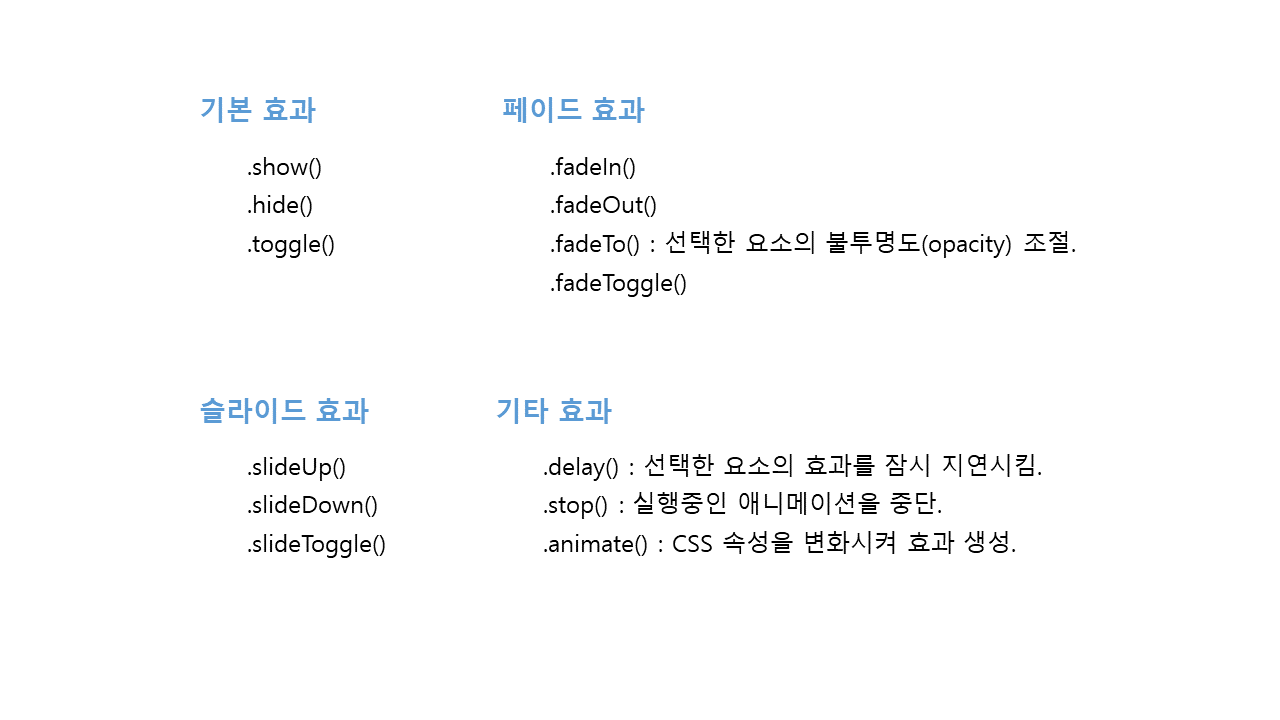 기본 효과
.show()
.hide()
.toggle()
페이드 효과
.fadeIn()
.fadeOut()
.fadeTo() : 선택한 요소의 불투명도(opacity) 조절.
.fadeToggle()
슬라이드 효과
.slideUp()
.slideDown()
.slideToggle()
기타 효과
.delay() : 선택한 요소의 효과를 잠시 지연시킴.
.stop() : 실행중인 애니메이션을 중단.
.animate() : CSS 속성을 변화시켜 효과 생성.